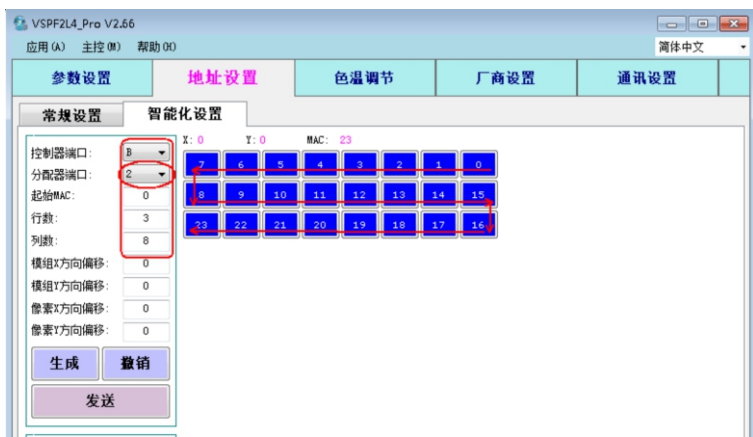 VSPF2L4_Pro V2.66
应用(A) 主控(M) 帮助(H) 简体中文
参数设置 地址设置 色温调节 厂商设置 通讯设置
常规设置 智能化设置
X: 0 Y: 0 MAC: 23
控制器端口: B
分配器端口: 2
起始MAC: 0
行数: 3
列数: 8
模组X方向偏移: 0
模组Y方向偏移: 0
像素X方向偏移: 0
像素Y方向偏移: 0
生成 撤销
发送
7 6 5 4 3 2 1 0
8 9 10 11 12 13 14 15
23 22 21 20 19 18 17 16